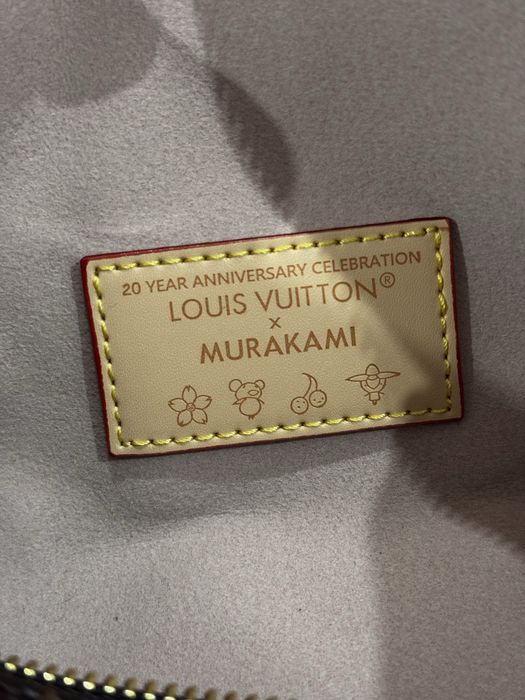 20 YEAR ANNIVERSARY CELEBRATION
LOUIS VUITTON®
x
MURAKAMI